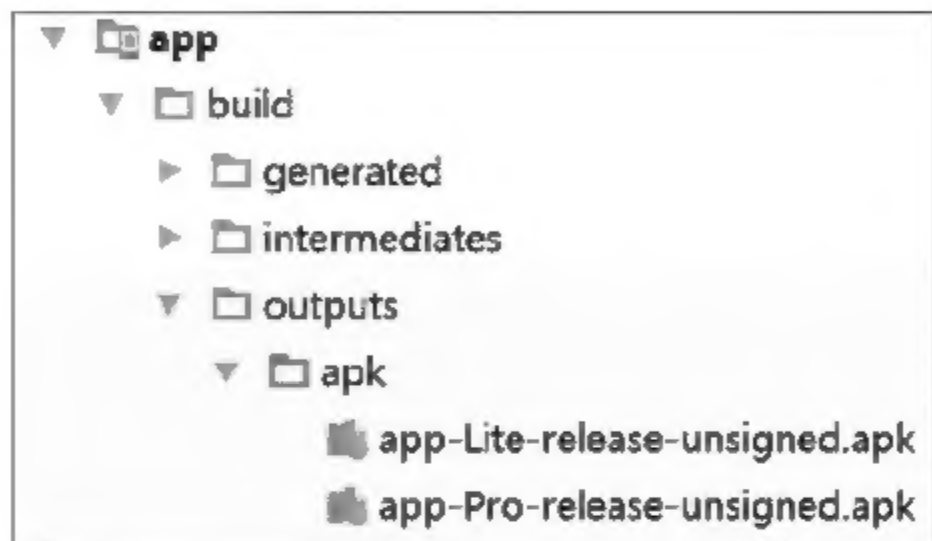 app
build
generated
intermediates
outputs
apk
app-Lite-release-unsigned.apk
app-Pro-release-unsigned.apk